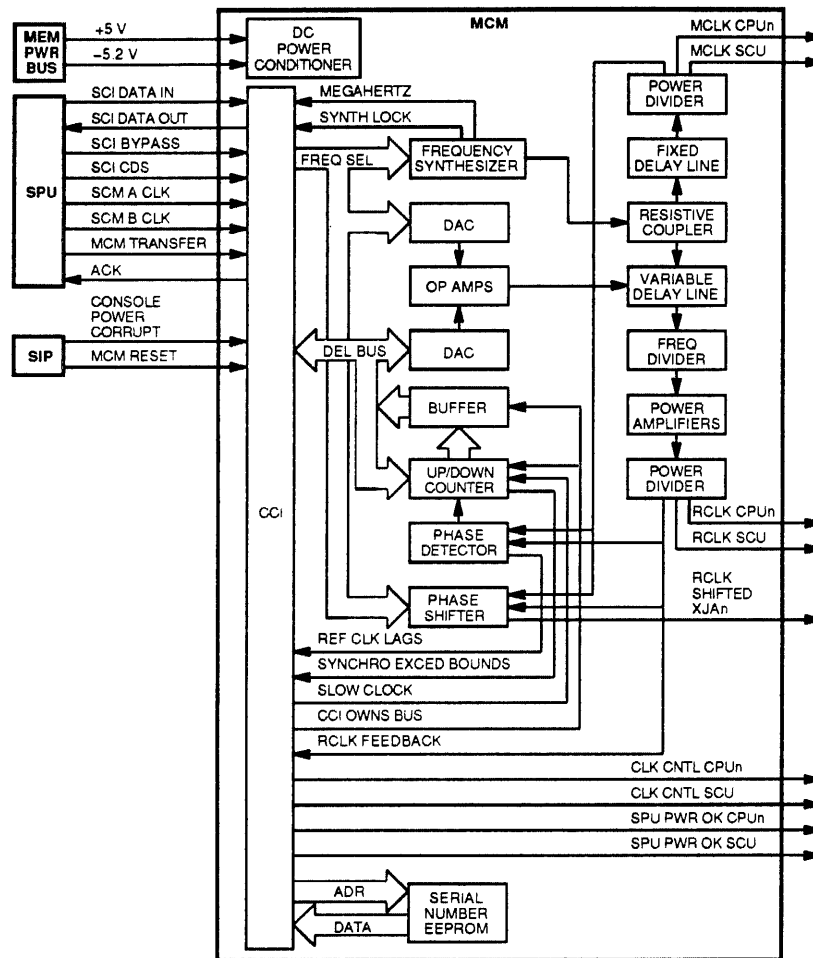 MCM
MEM
PWR
BUS
+5 V
−5.2 V
DC
POWER
CONDITIONER
MCLK CPUn
MCLK SCU
SPU
SCI DATA IN
SCI DATA OUT
SCI BYPASS
SCI CDS
SCM A CLK
SCM B CLK
MCM TRANSFER
ACK
SIP
CONSOLE
POWER
CORRUPT
MCM RESET
CCI
MEGAHERTZ
SYNTH LOCK
FREQ SEL
FREQUENCY
SYNTHESIZER
DAC
OP AMPS
DEL BUS
DAC
BUFFER
UP/DOWN
COUNTER
PHASE
DETECTOR
PHASE
SHIFTER
POWER
DIVIDER
FIXED
DELAY LINE
RESISTIVE
COUPLER
VARIABLE
DELAY LINE
FREQ
DIVIDER
POWER
AMPLIFIERS
POWER
DIVIDER
RCLK CPUn
RCLK SCU
RCLK
SHIFTED
XJAn
REF CLK LAGS
SYNCHRO EXCED BOUNDS
SLOW CLOCK
CCI OWNS BUS
RCLK FEEDBACK
CLK CNTL CPUn
CLK CNTL SCU
SPU PWR OK CPUn
SPU PWR OK SCU
ADR
DATA
SERIAL
NUMBER
EEPROM